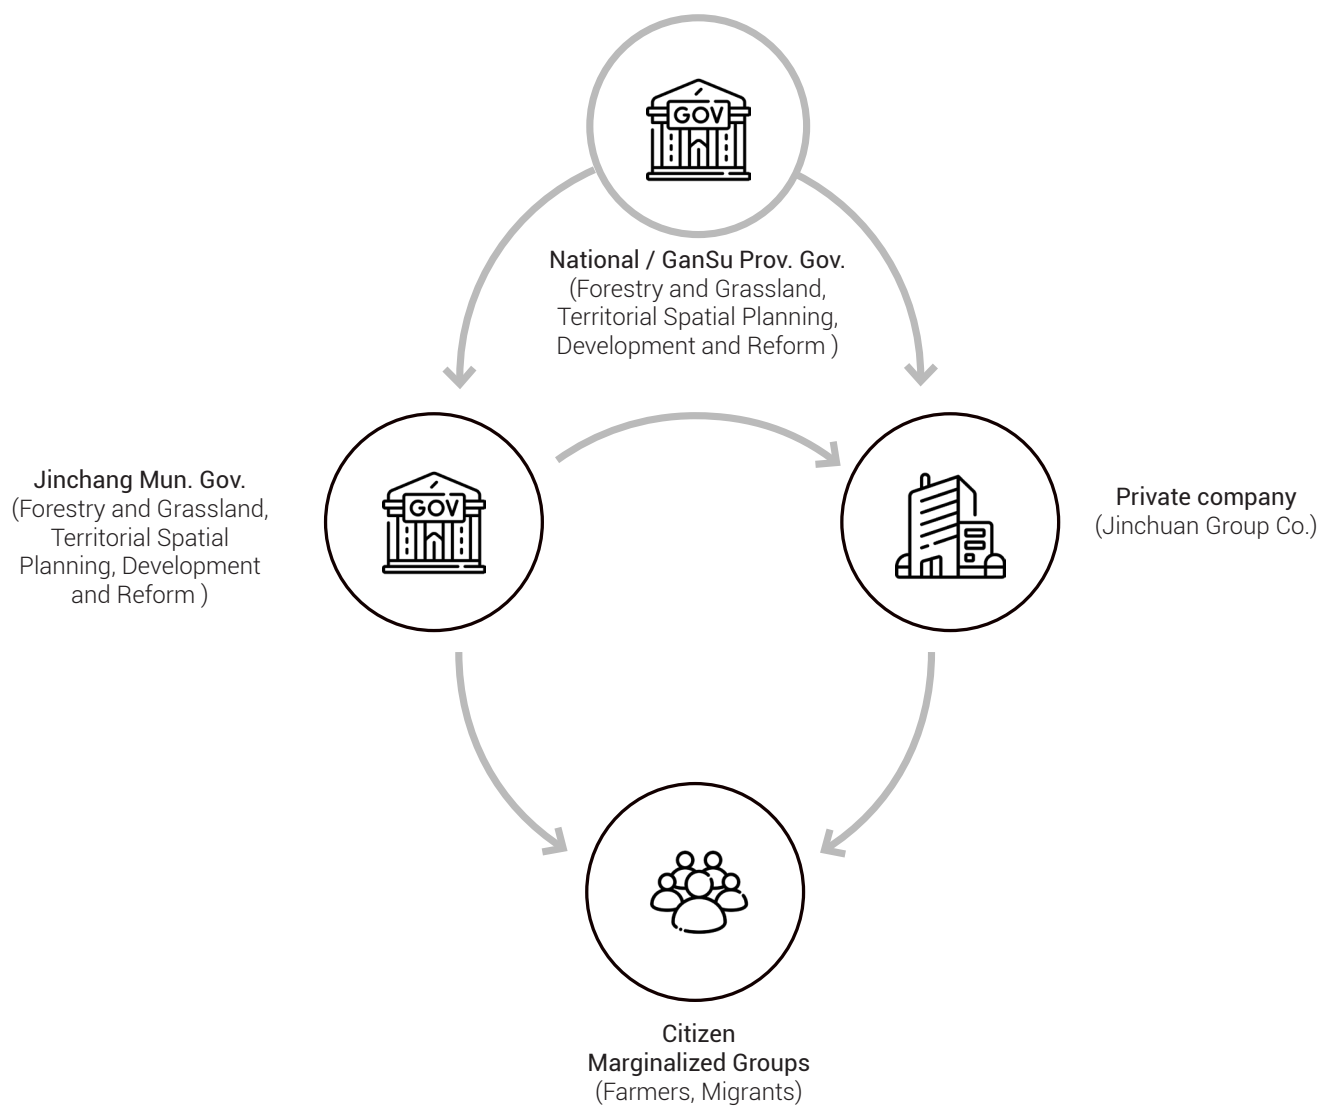 GOV
National / GanSu Prov. Gov.
(Forestry and Grassland,
Territorial Spatial Planning,
Development and Reform )
GOV
Jinchang Mun. Gov.
(Forestry and Grassland,
Territorial Spatial
Planning, Development
and Reform )
Private company
(Jinchuan Group Co.)
Citizen
Marginalized Groups
(Farmers, Migrants)